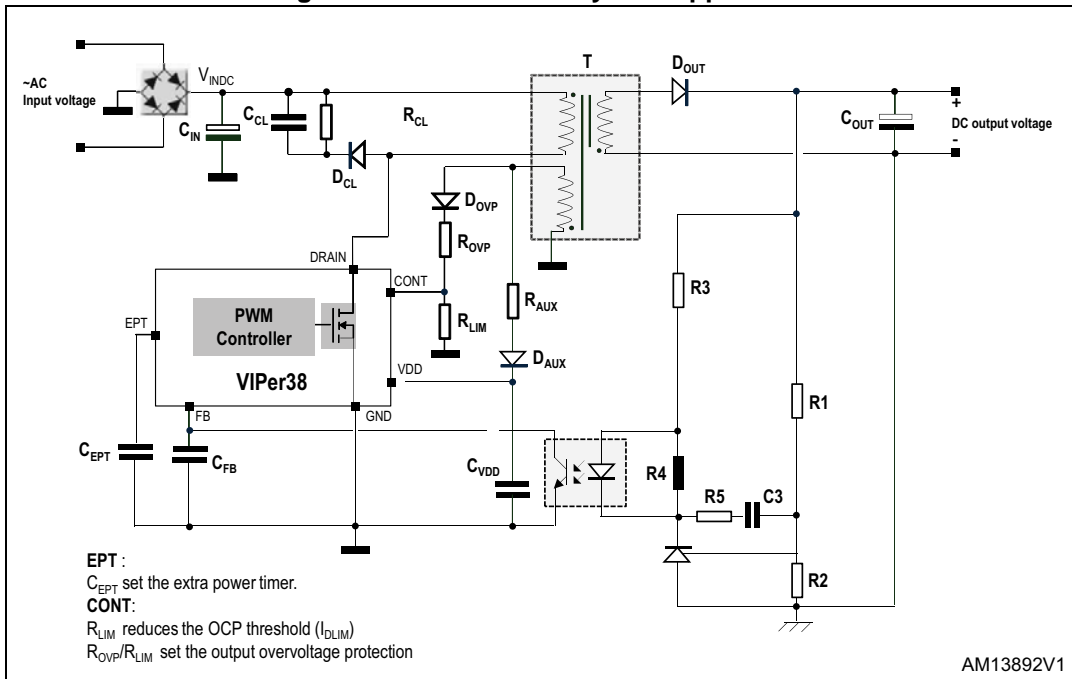 ~AC
Input voltage
V_INDC
C_IN
C_CL
R_CL
D_CL
T
D_OUT
C_OUT
+
DC output voltage
-
D_OVP
R_OVP
DRAIN
CONT
R_LIM
R_AUX
D_AUX
R3
R1
EPT
PWM
Controller
VIPer38
VDD
FB
GND
C_EPT
C_FB
C_VDD
R4
R5
C3
R2
EPT :
C_EPT set the extra power timer.
CONT:
R_LIM reduces the OCP threshold (I_DLIM)
R_OVP/R_LIM set the output overvoltage protection
AM13892V1